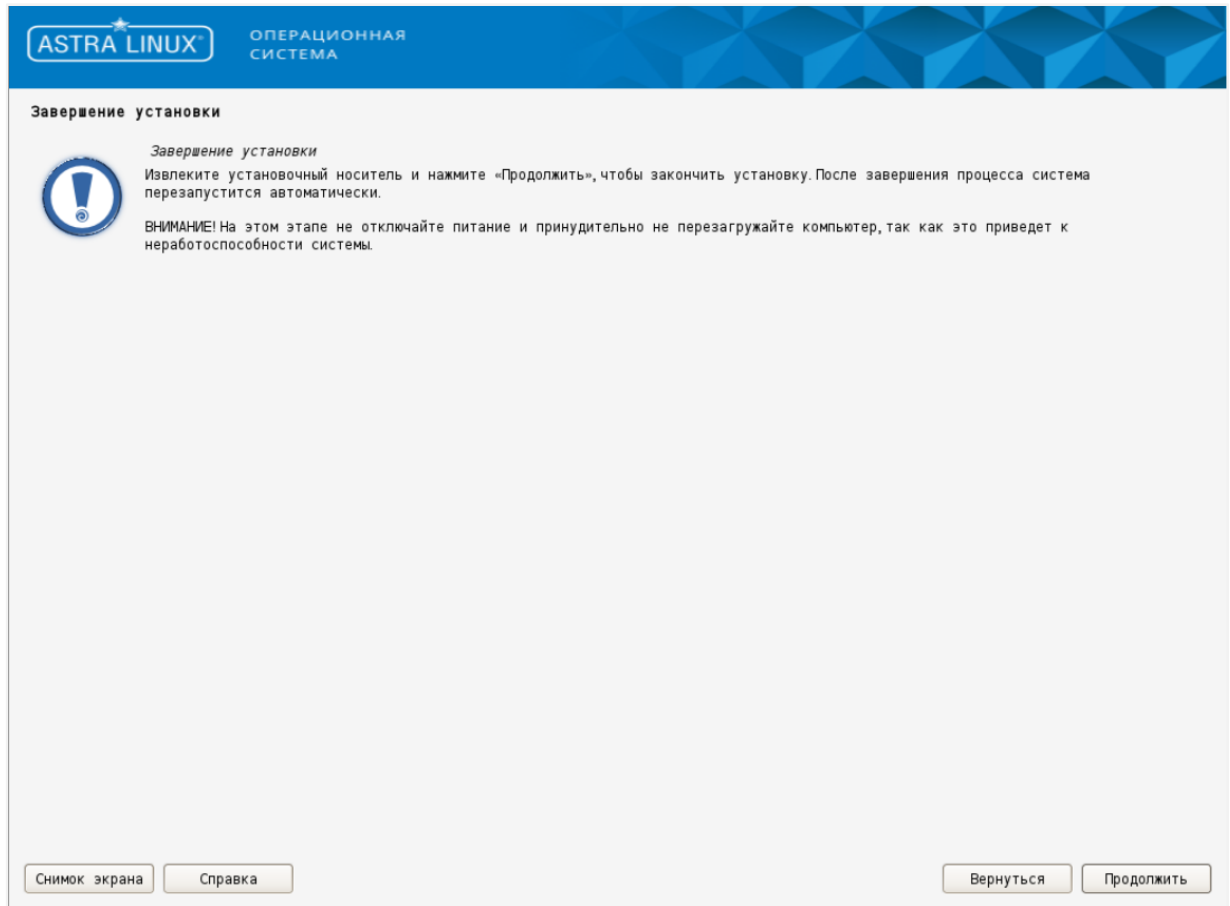 ASTRA LINUX®
ОПЕРАЦИОННАЯ
СИСТЕМА
Завершение установки
Завершение установки
Извлеките установочный носитель и нажмите «Продолжить», чтобы закончить установку. После завершения процесса система
перезапустится автоматически.
ВНИМАНИЕ! На этом этапе не отключайте питание и принудительно не перезагружайте компьютер, так как это приведет к
неработоспособности системы.
Снимок экрана
Справка
Вернуться
Продолжить